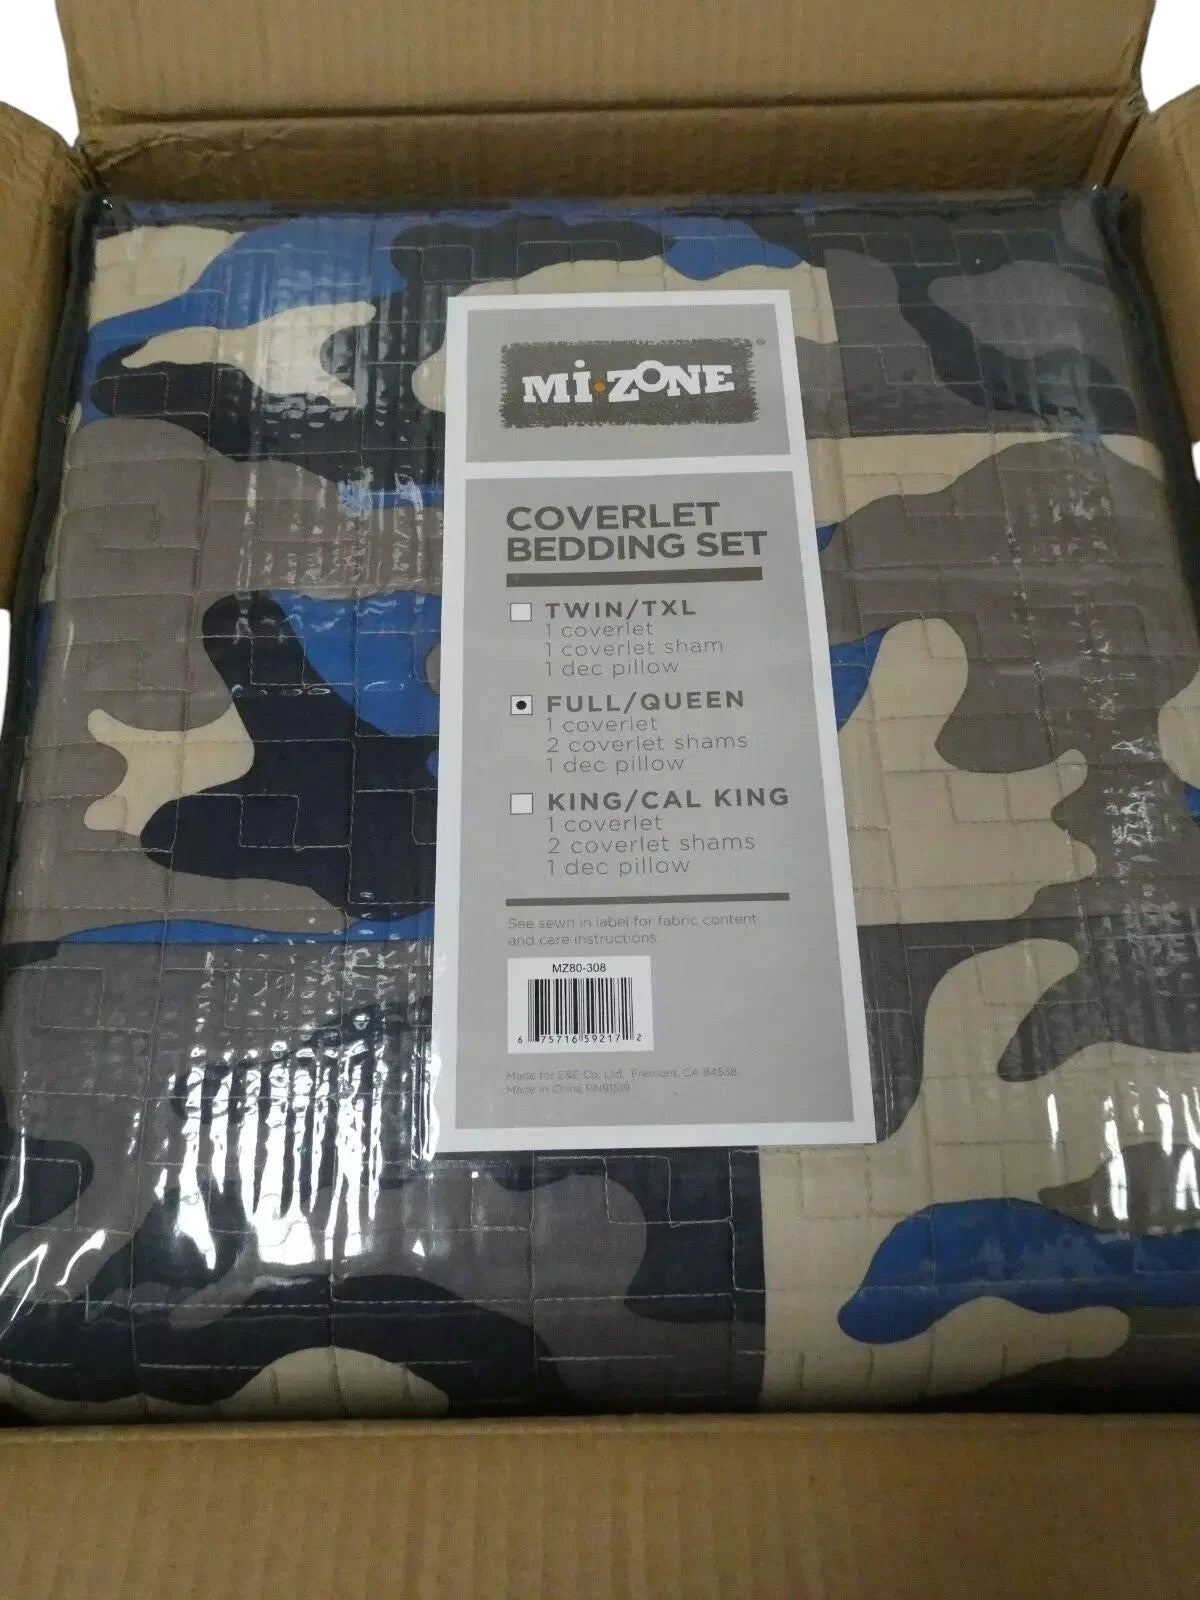 Mi·ZONE®
COVERLET
BEDDING SET
TWIN/TXL
1 coverlet
1 coverlet sham
1 dec pillow
FULL/QUEEN
1 coverlet
2 coverlet shams
1 dec pillow
KING/CAL KING
1 coverlet
2 coverlet shams
1 dec pillow
See sewn in label for fabric content
and care instructions.
MZ80-308
6 75716 59217 2
Made for E&E Co. Ltd. Fremont, CA 94538
Made in China RN91519